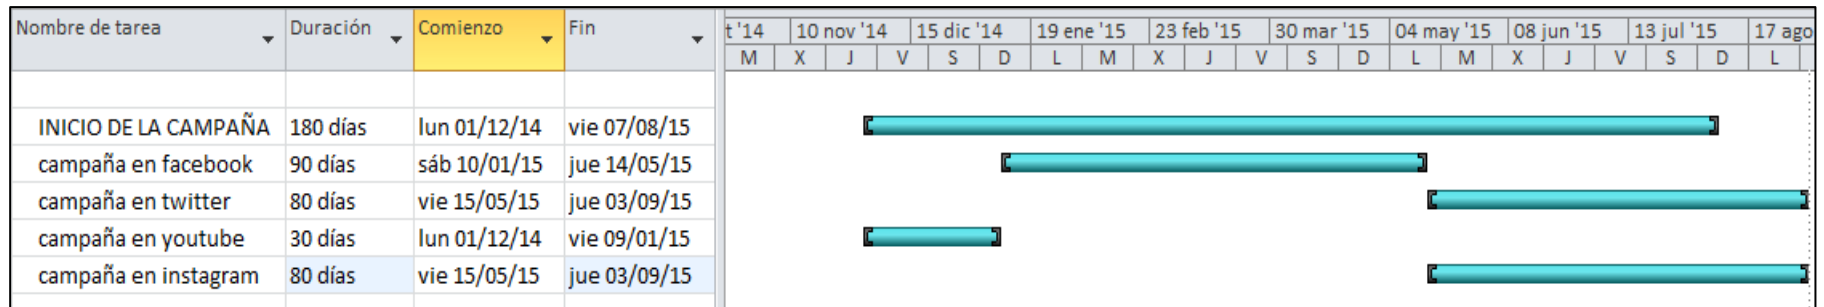 Nombre de tarea Duración Comienzo Fin t '14 10 nov '14 15 dic '14 19 ene '15 23 feb '15 30 mar '15 04 may '15 08 jun '15 13 jul '15 17 ago
M X J V S D L M X J V S D L M X J V S D L
INICIO DE LA CAMPAÑA 180 días lun 01/12/14 vie 07/08/15
campaña en facebook 90 días sáb 10/01/15 jue 14/05/15
campaña en twitter 80 días vie 15/05/15 jue 03/09/15
campaña en youtube 30 días lun 01/12/14 vie 09/01/15
campaña en instagram 80 días vie 15/05/15 jue 03/09/15